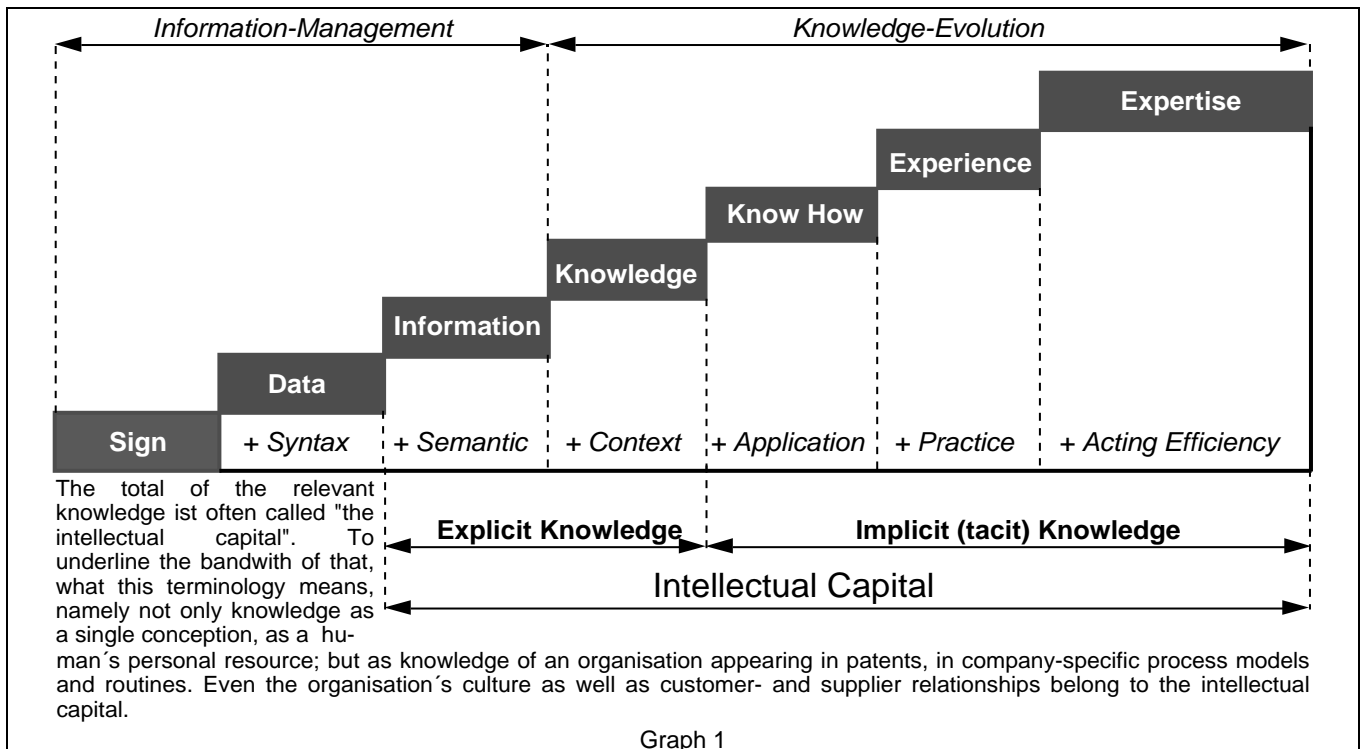 Information-Management
Knowledge-Evolution
Expertise
Experience
Know How
Knowledge
Information
Data
Sign
+ Syntax
+ Semantic
+ Context
+ Application
+ Practice
+ Acting Efficiency
The total of the relevant
knowledge ist often called "the
intellectual capital". To
underline the bandwith of that,
what this terminology means,
namely not only knowledge as
a single conception, as a hu-
Explicit Knowledge
Implicit (tacit) Knowledge
Intellectual Capital
man´s personal resource; but as knowledge of an organisation appearing in patents, in company-specific process models
and routines. Even the organisation´s culture as well as customer- and supplier relationships belong to the intellectual
capital.
Graph 1